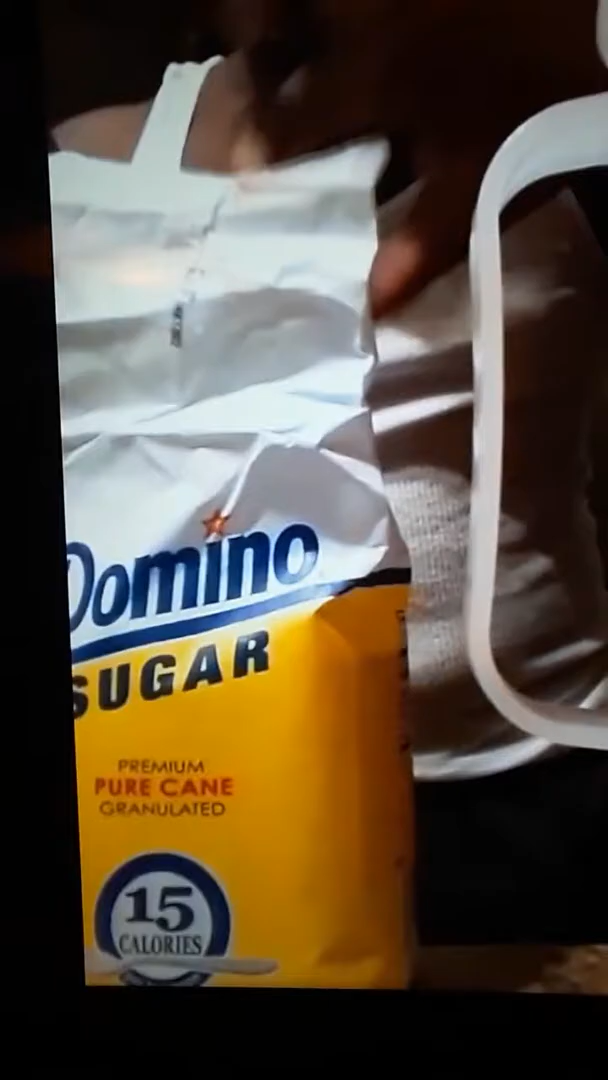 Domino
SUGAR
PREMIUM
PURE CANE
GRANULATED
15
CALORIES